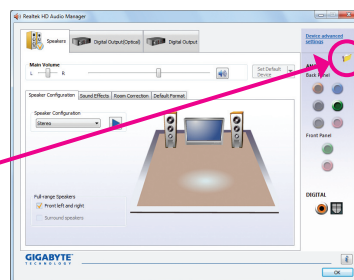 Realtek HD Audio Manager
Speakers
Digital Output(Optical)
Digital Output
Device advanced
settings
Main Volume
L
R
Set Default
Device
Back Panel
Speaker Configuration
Sound Effects
Room Correction
Default Format
Speaker Configuration
Stereo
Front Panel
Full-range Speakers
Front left and right
Surround speakers
DIGITAL
GIGABYTE
TECHNOLOGY
i
OK